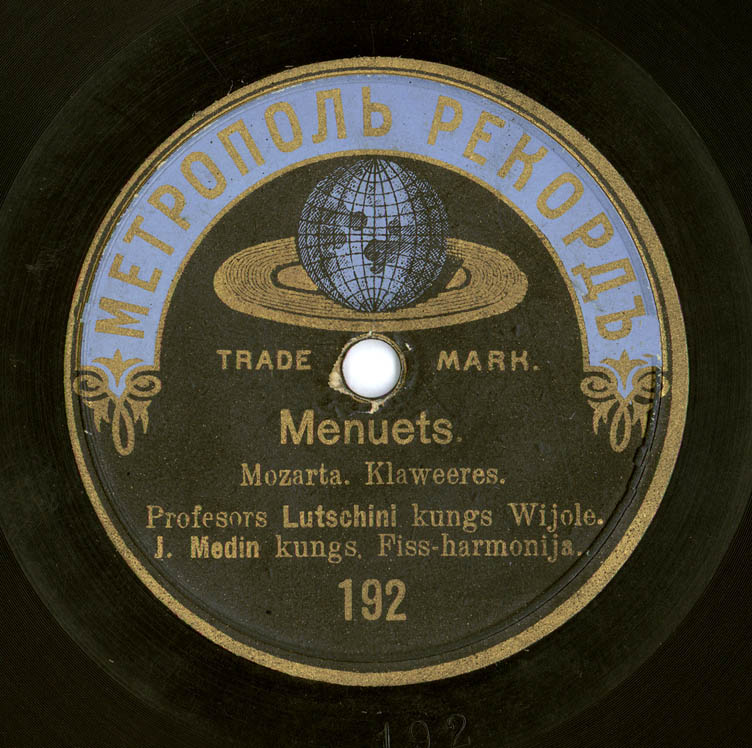 МЕТРОПОЛЬ РЕКОРДЪ
TRADE MARK.
Menuets.
Mozarta. Klaweeres.
Profesors Lutschini kungs Wijole.
J. Medin kungs. Fiss-harmonija.
192
192